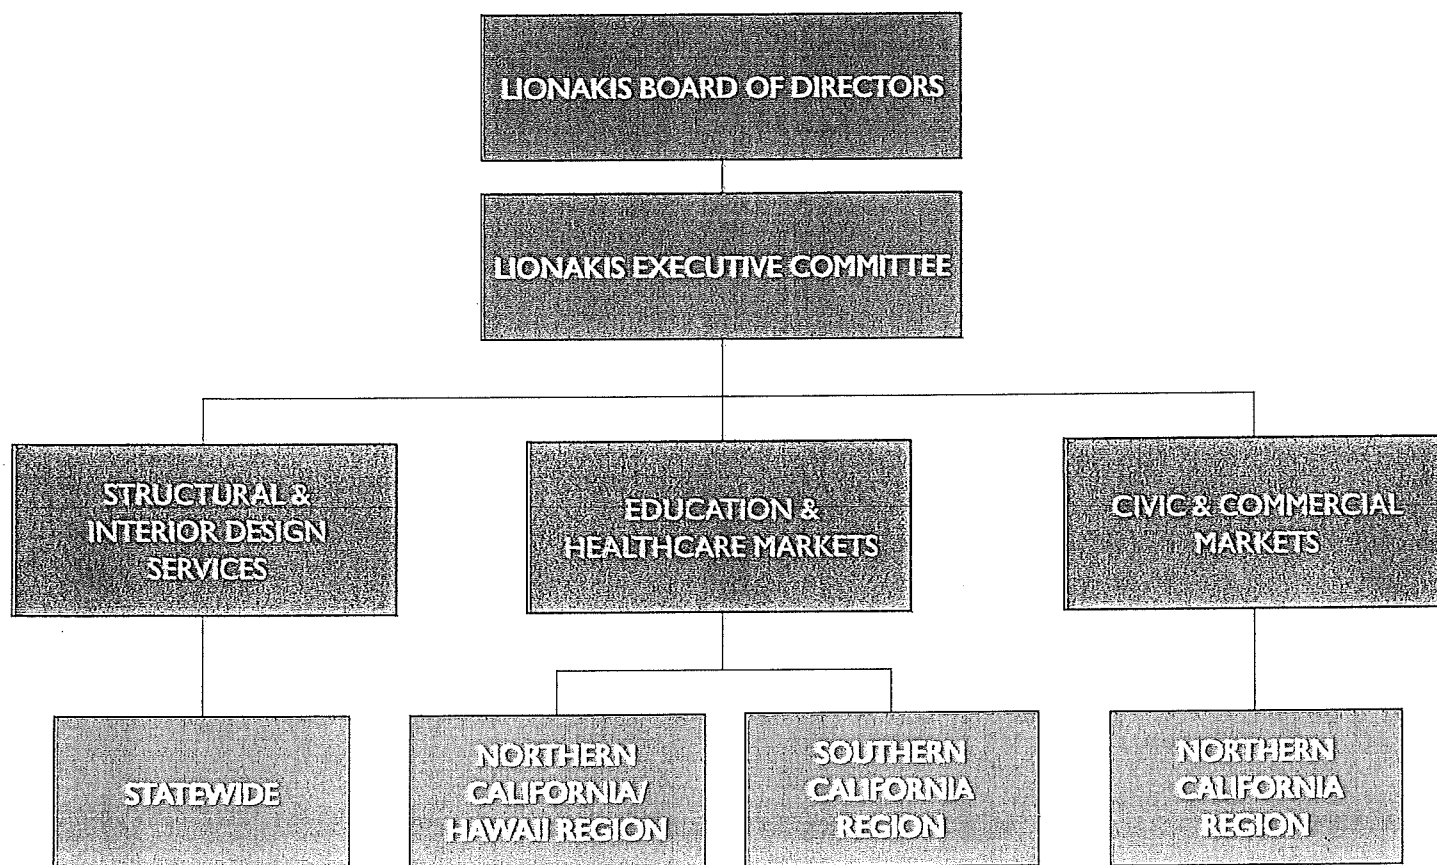 LIONAKIS BOARD OF DIRECTORS
LIONAKIS EXECUTIVE COMMITTEE
STRUCTURAL &
INTERIOR DESIGN
SERVICES
EDUCATION &
HEALTHCARE MARKETS
CIVIC & COMMERCIAL
MARKETS
STATEWIDE
NORTHERN
CALIFORNIA/
HAWAII REGION
SOUTHERN
CALIFORNIA
REGION
NORTHERN
CALIFORNIA
REGION